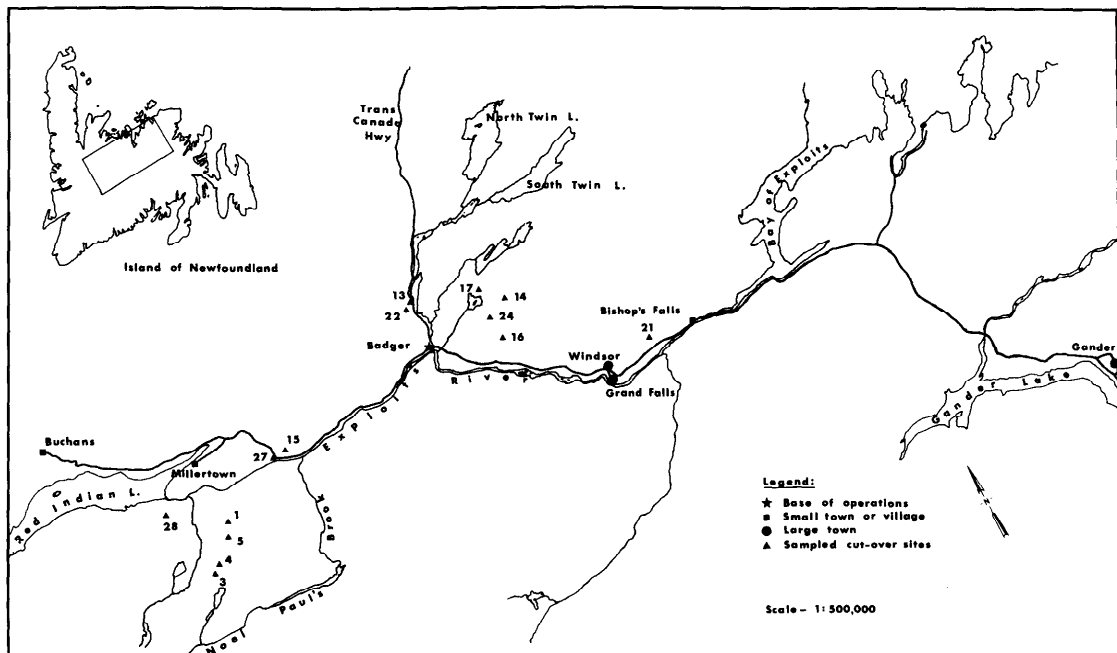 Trans
Canada
Hwy
North Twin L.
South Twin L.
Bay of Exploits
Island of Newfoundland
13
22
17
14
24
16
Badger
Bishop's Falls
21
Windsor
Grand Falls
Exploits River
Gander
Gander Lake
Buchans
Millertown
15
27
Red Indian L.
28
1
5
4
3
Noel Paul's Brook
N
Legend:
Base of operations
Small town or village
Large town
Sampled cut-over sites
Scale - 1:500,000